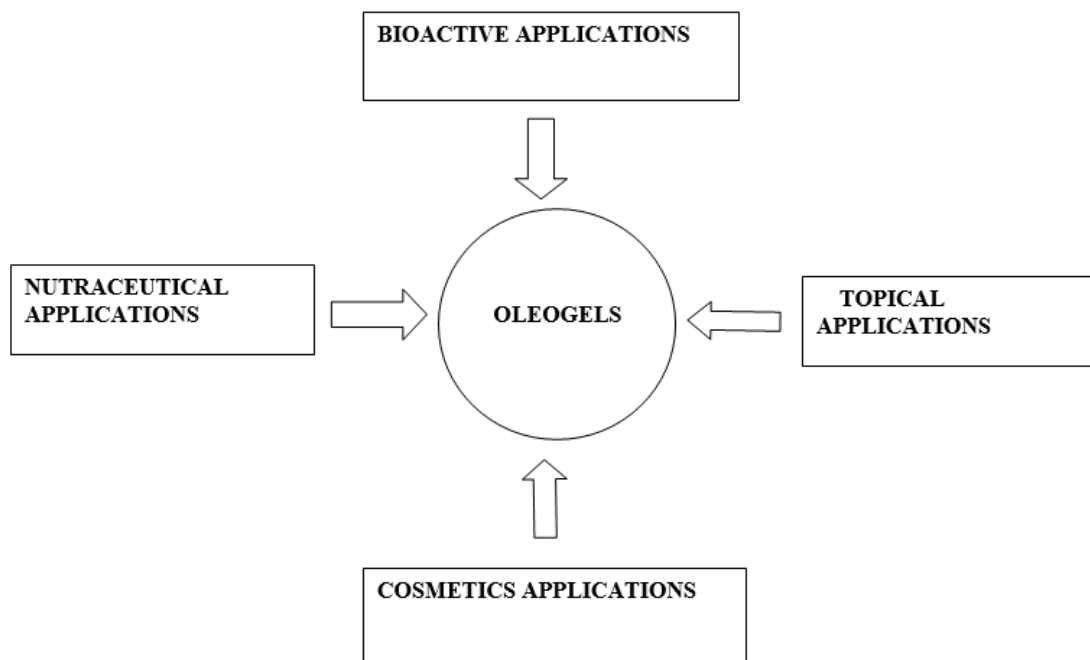 BIOACTIVE APPLICATIONS
NUTRACEUTICAL
APPLICATIONS
OLEOGELS
TOPICAL
APPLICATIONS
COSMETICS APPLICATIONS